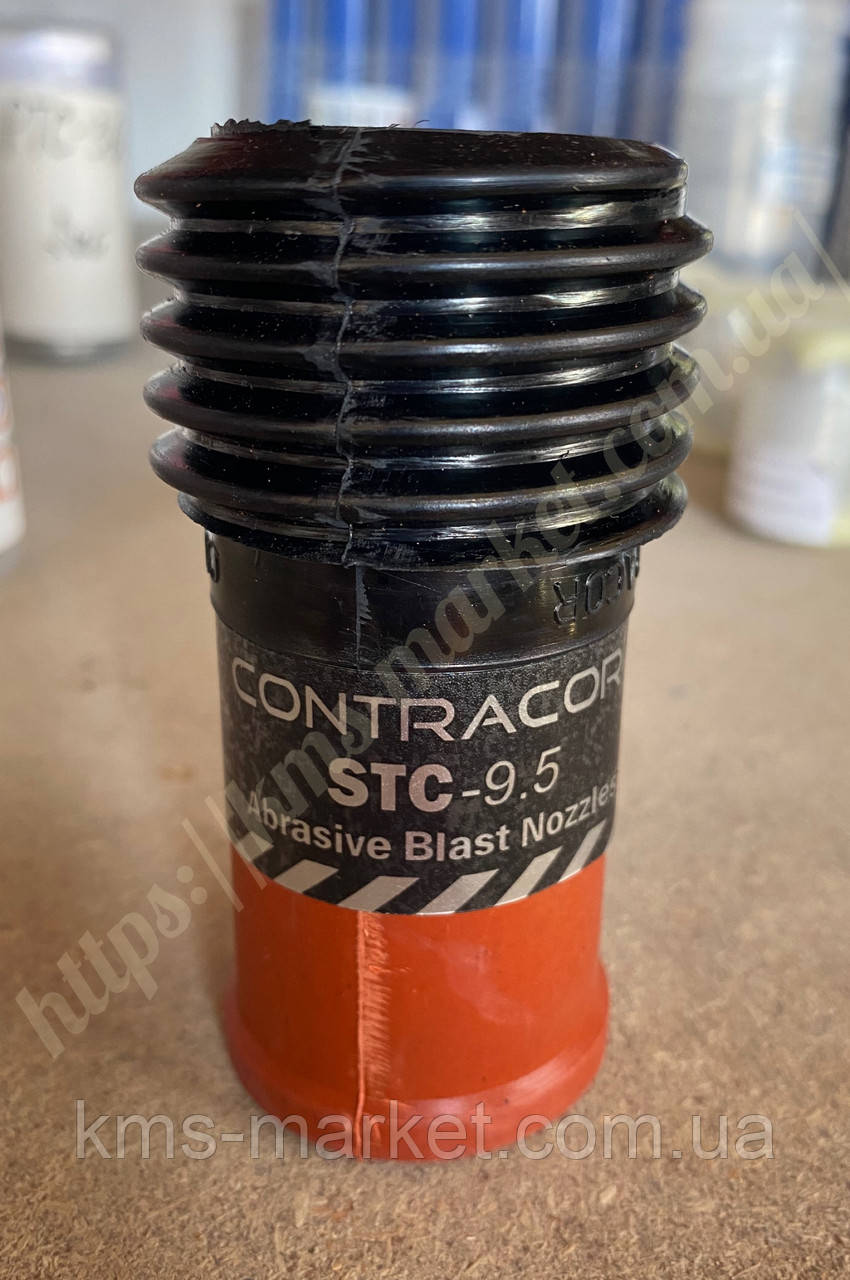 CONTRACOR
STC-9.5
Abrasive Blast Nozzles
https://kms-market.com.ua/
kms-market.com.ua